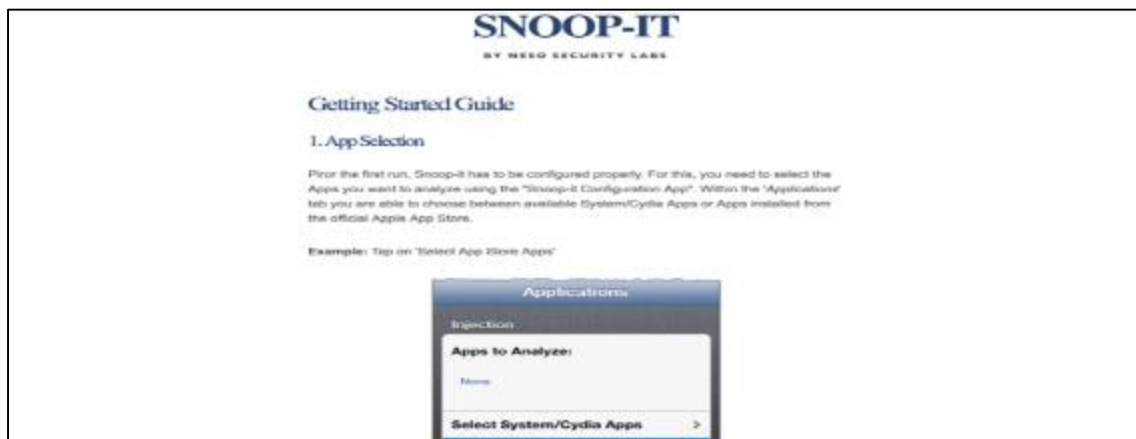 SNOOP-IT
BY NESO SECURITY LABS
Getting Started Guide
1. App Selection
Piror the first run, Snoop-it has to be configured properly. For this, you need to select the
Apps you want to analyze using the "Snoop-it Configuration App". Within the 'Applications'
tab you are able to choose between available System/Cydia Apps or Apps installed from
the official Apple App Store.
Example: Tap on 'Select App Store Apps'
Applications
Injection
Apps to Analyze:
None
Select System/Cydia Apps >